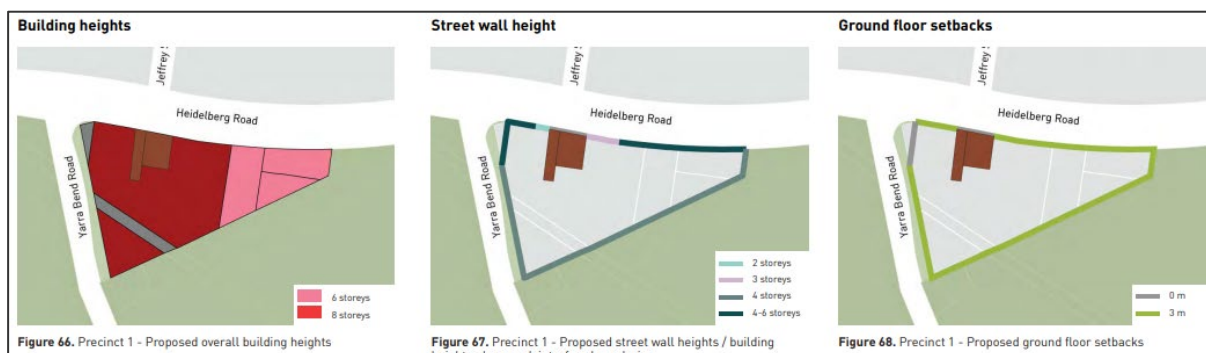 Building heights
Jeffrey S
Heidelberg Road
Yarra Bend Road
6 storeys
8 storeys
Figure 66. Precinct 1 - Proposed overall building heights
Street wall height
Jeffrey S
Heidelberg Road
Yarra Bend Road
2 storeys
3 storeys
4 storeys
4-6 storeys
Figure 67. Precinct 1 - Proposed street wall heights / building
Ground floor setbacks
Jeffrey S
Heidelberg Road
Yarra Bend Road
0 m
3 m
Figure 68. Precinct 1 - Proposed ground floor setbacks